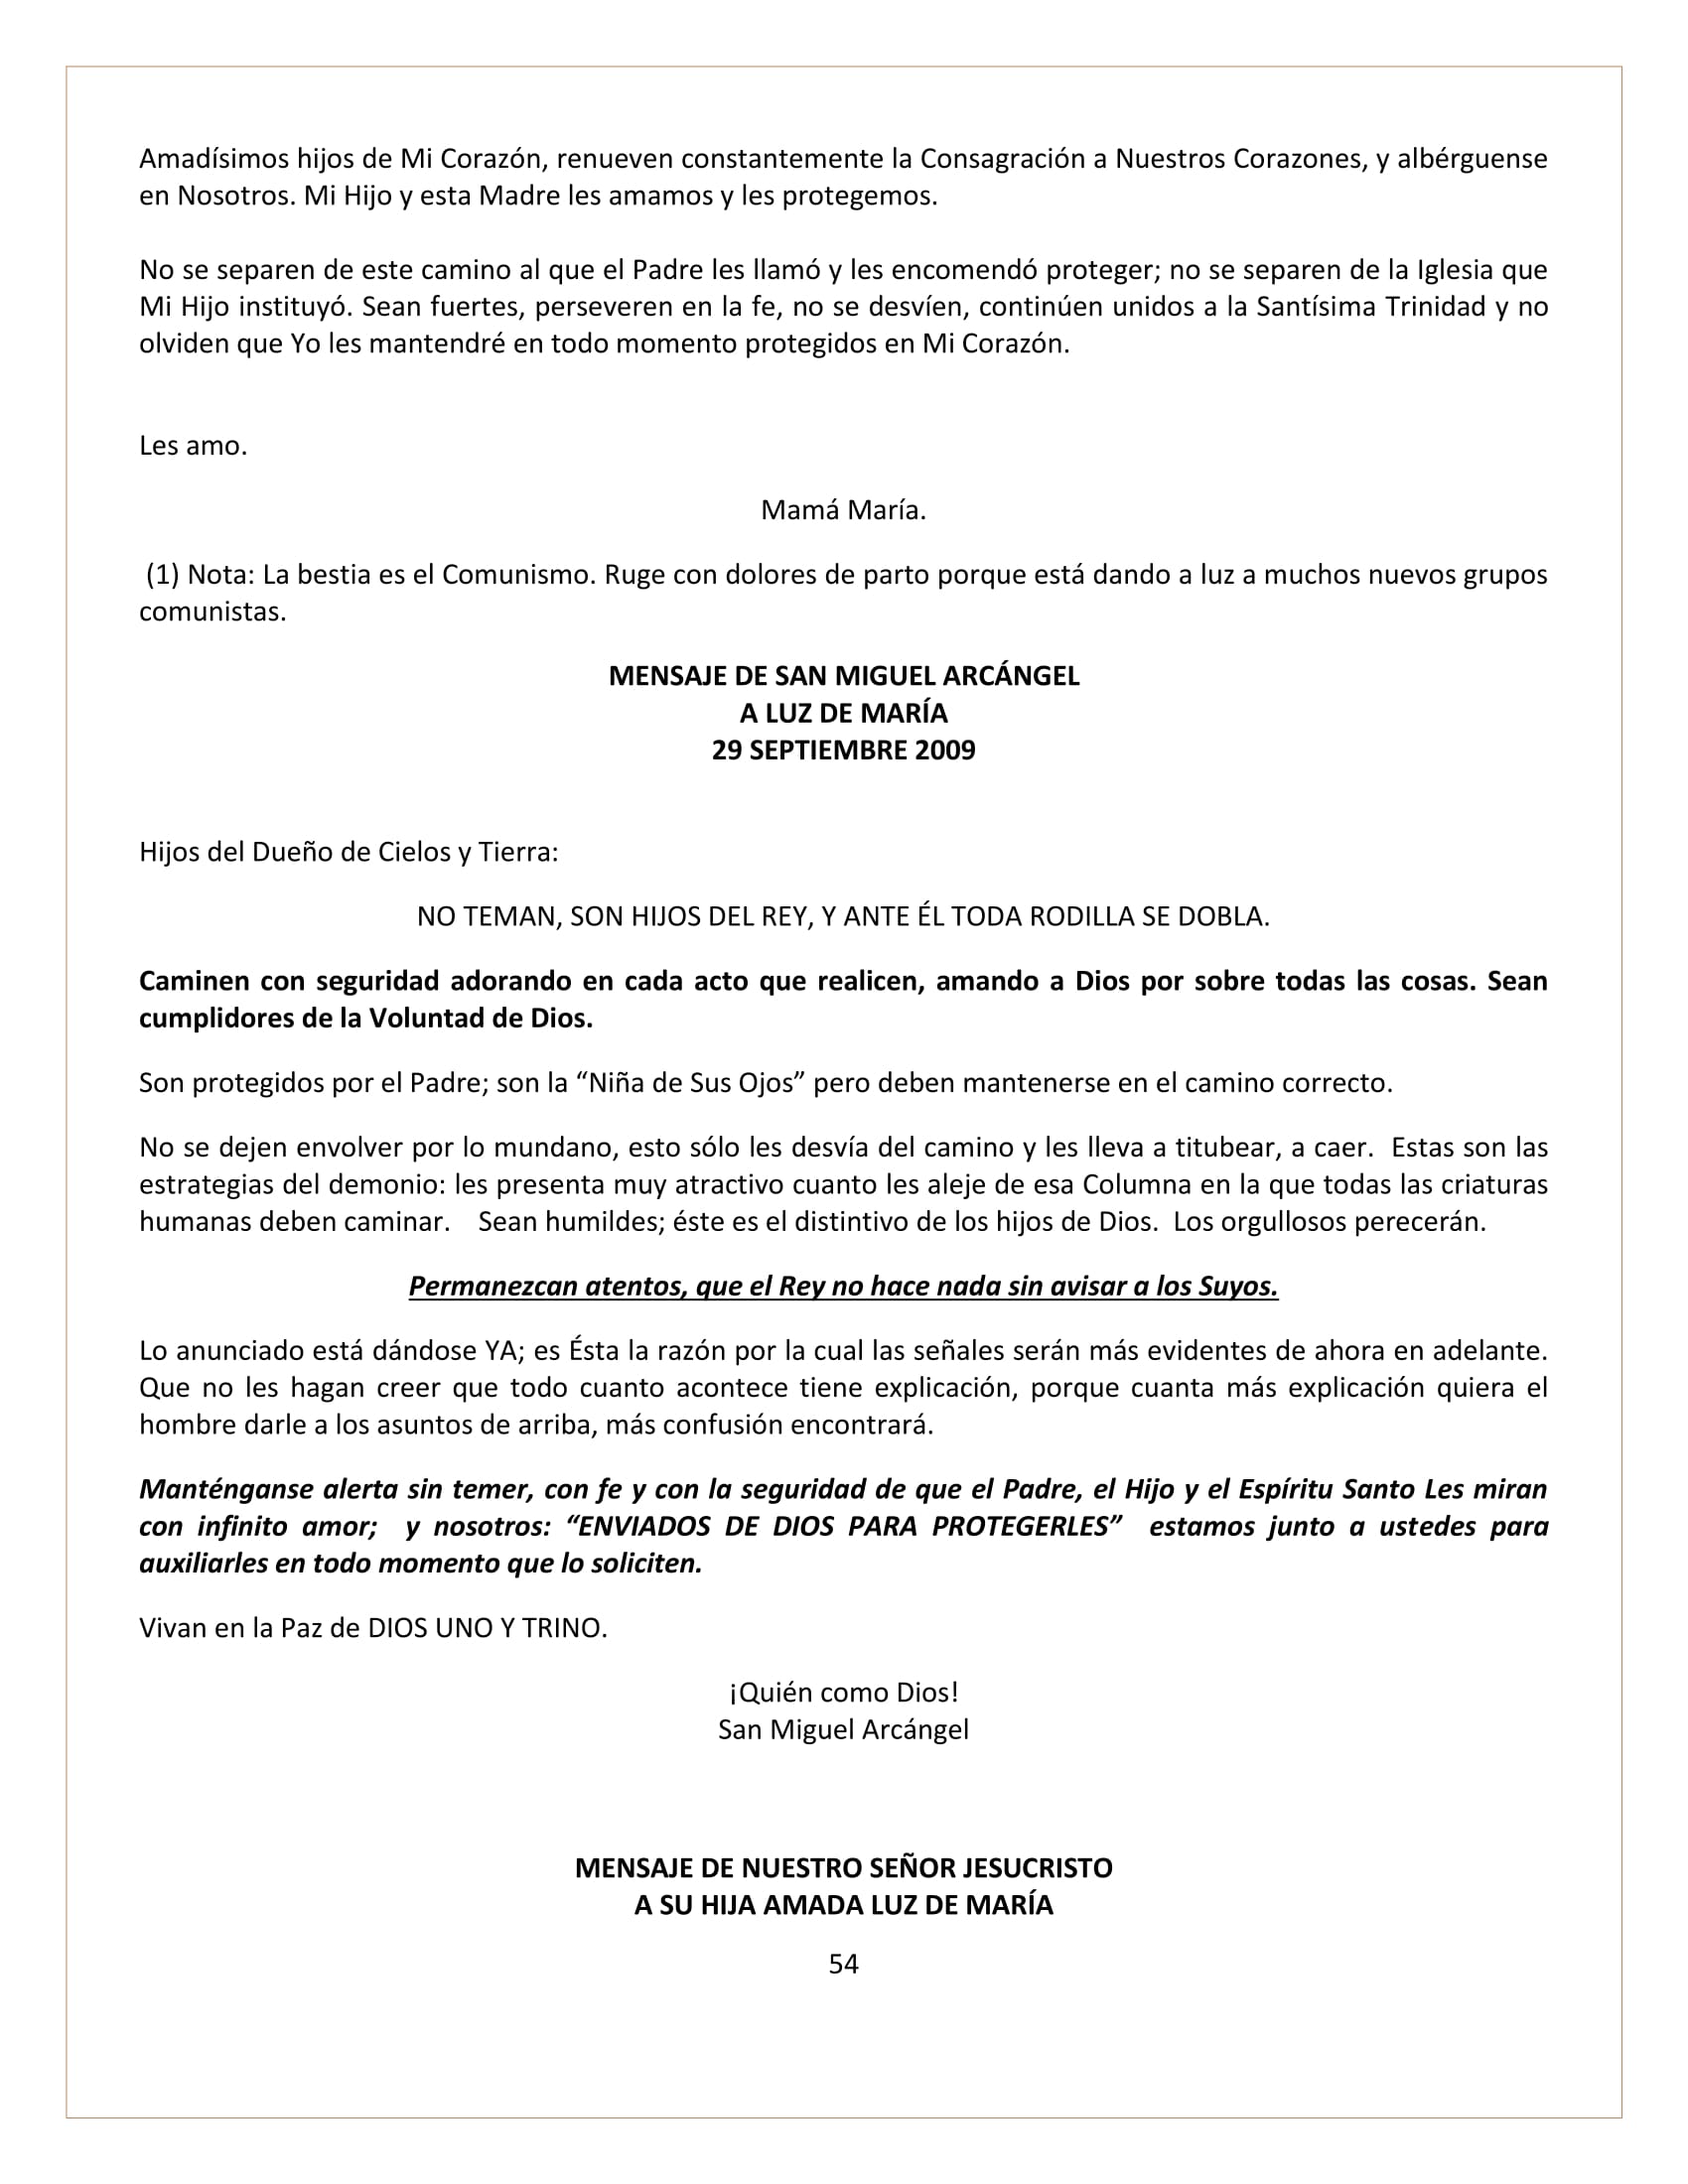 Amadísimos hijos de Mi Corazón, renueven constantemente la Consagración a Nuestros Corazones, y albérguense
en Nosotros. Mi Hijo y esta Madre les amamos y les protegemos.
No se separen de este camino al que el Padre les llamó y les encomendó proteger; no se separen de la Iglesia que
Mi Hijo instituyó. Sean fuertes, perseveren en la fe, no se desvíen, continúen unidos a la Santísima Trinidad y no
olviden que Yo les mantendré en todo momento protegidos en Mi Corazón.
Les amo.
Mamá María.
(1) Nota: La bestia es el Comunismo. Ruge con dolores de parto porque está dando a luz a muchos nuevos grupos
comunistas.
MENSAJE DE SAN MIGUEL ARCÁNGEL
A LUZ DE MARÍA
29 SEPTIEMBRE 2009
Hijos del Dueño de Cielos y Tierra:
NO TEMAN, SON HIJOS DEL REY, Y ANTE ÉL TODA RODILLA SE DOBLA.
Caminen con seguridad adorando en cada acto que realicen, amando a Dios por sobre todas las cosas. Sean
cumplidores de la Voluntad de Dios.
Son protegidos por el Padre; son la “Niña de Sus Ojos” pero deben mantenerse en el camino correcto.
No se dejen envolver por lo mundano, esto sólo les desvía del camino y les lleva a titubear, a caer.  Estas son las
estrategias del demonio: les presenta muy atractivo cuanto les aleje de esa Columna en la que todas las criaturas
humanas deben caminar.    Sean humildes; éste es el distintivo de los hijos de Dios.  Los orgullosos perecerán.
Permanezcan atentos, que el Rey no hace nada sin avisar a los Suyos.
Lo anunciado está dándose YA; es Ésta la razón por la cual las señales serán más evidentes de ahora en adelante.
Que no les hagan creer que todo cuanto acontece tiene explicación, porque cuanta más explicación quiera el
hombre darle a los asuntos de arriba, más confusión encontrará.
Manténganse alerta sin temer, con fe y con la seguridad de que el Padre, el Hijo y el Espíritu Santo Les miran
con infinito amor;  y nosotros: “ENVIADOS DE DIOS PARA PROTEGERLES”  estamos junto a ustedes para
auxiliarles en todo momento que lo soliciten.
Vivan en la Paz de DIOS UNO Y TRINO.
¡Quién como Dios!
San Miguel Arcángel
MENSAJE DE NUESTRO SEÑOR JESUCRISTO
A SU HIJA AMADA LUZ DE MARÍA
54